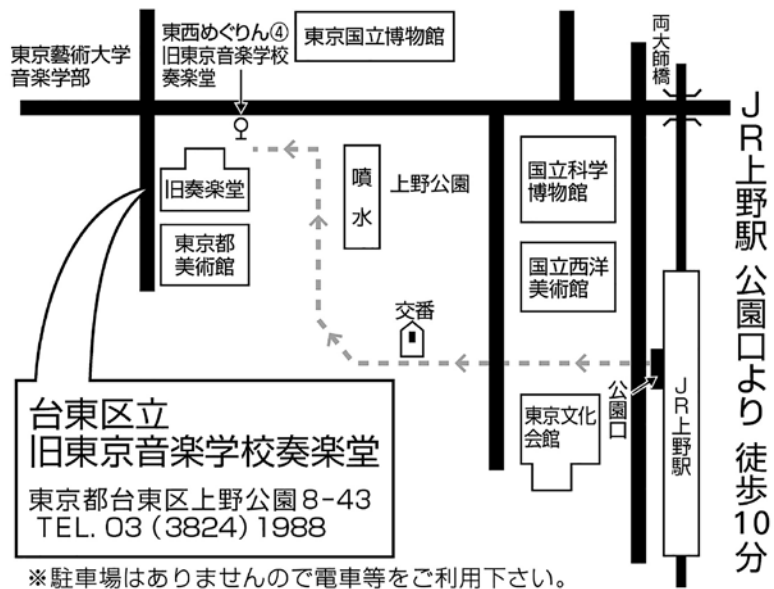 東京藝術大学
音楽学部
東西めぐりん④
旧東京音楽学校
奏楽堂
東京国立博物館
両大師橋
旧奏楽堂
東京都
美術館
噴水
上野公園
国立科学
博物館
国立西洋
美術館
交番
東京文化
会館
公園口
JR上野駅
JR上野駅 公園口より 徒歩10分
台東区立
旧東京音楽学校奏楽堂
東京都台東区上野公園8-43
TEL. 03 (3824) 1988
※駐車場はありませんので電車等をご利用下さい。